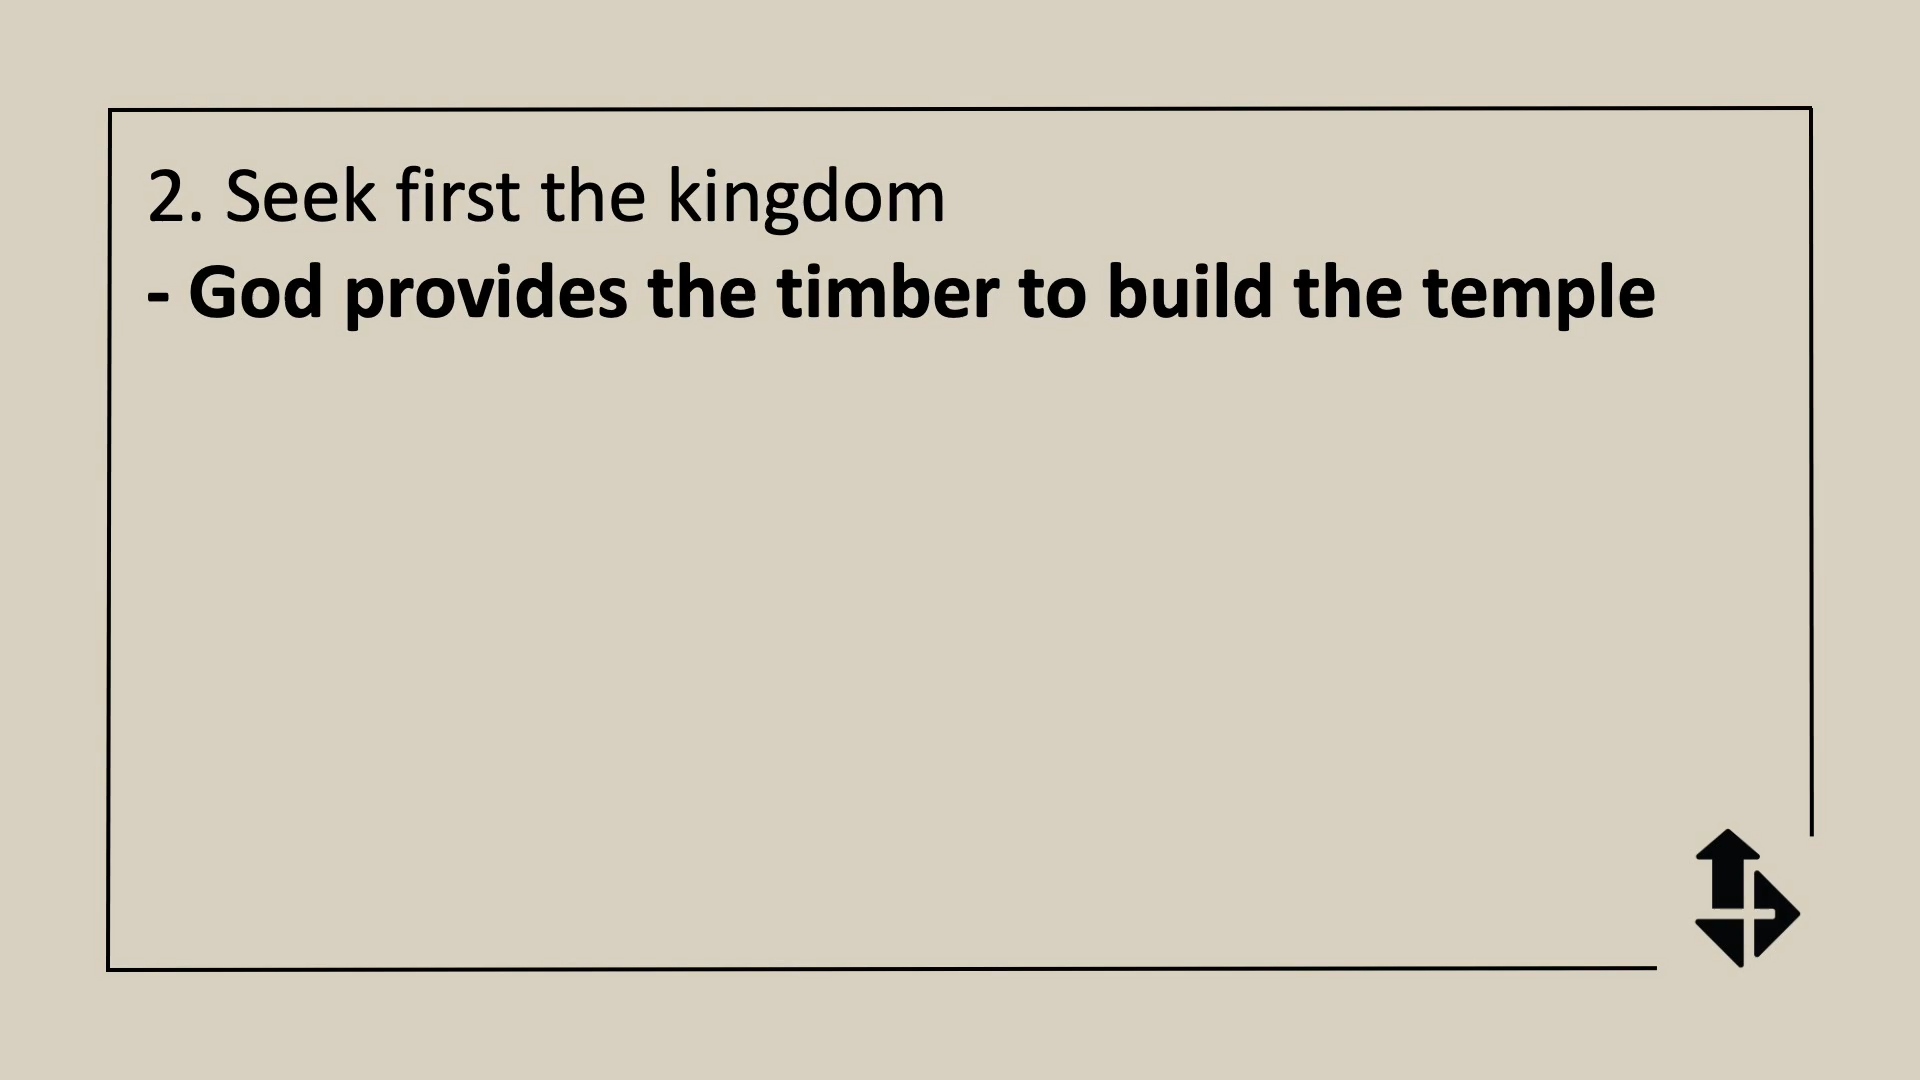 2. Seek first the kingdom
- God provides the timber to build the temple